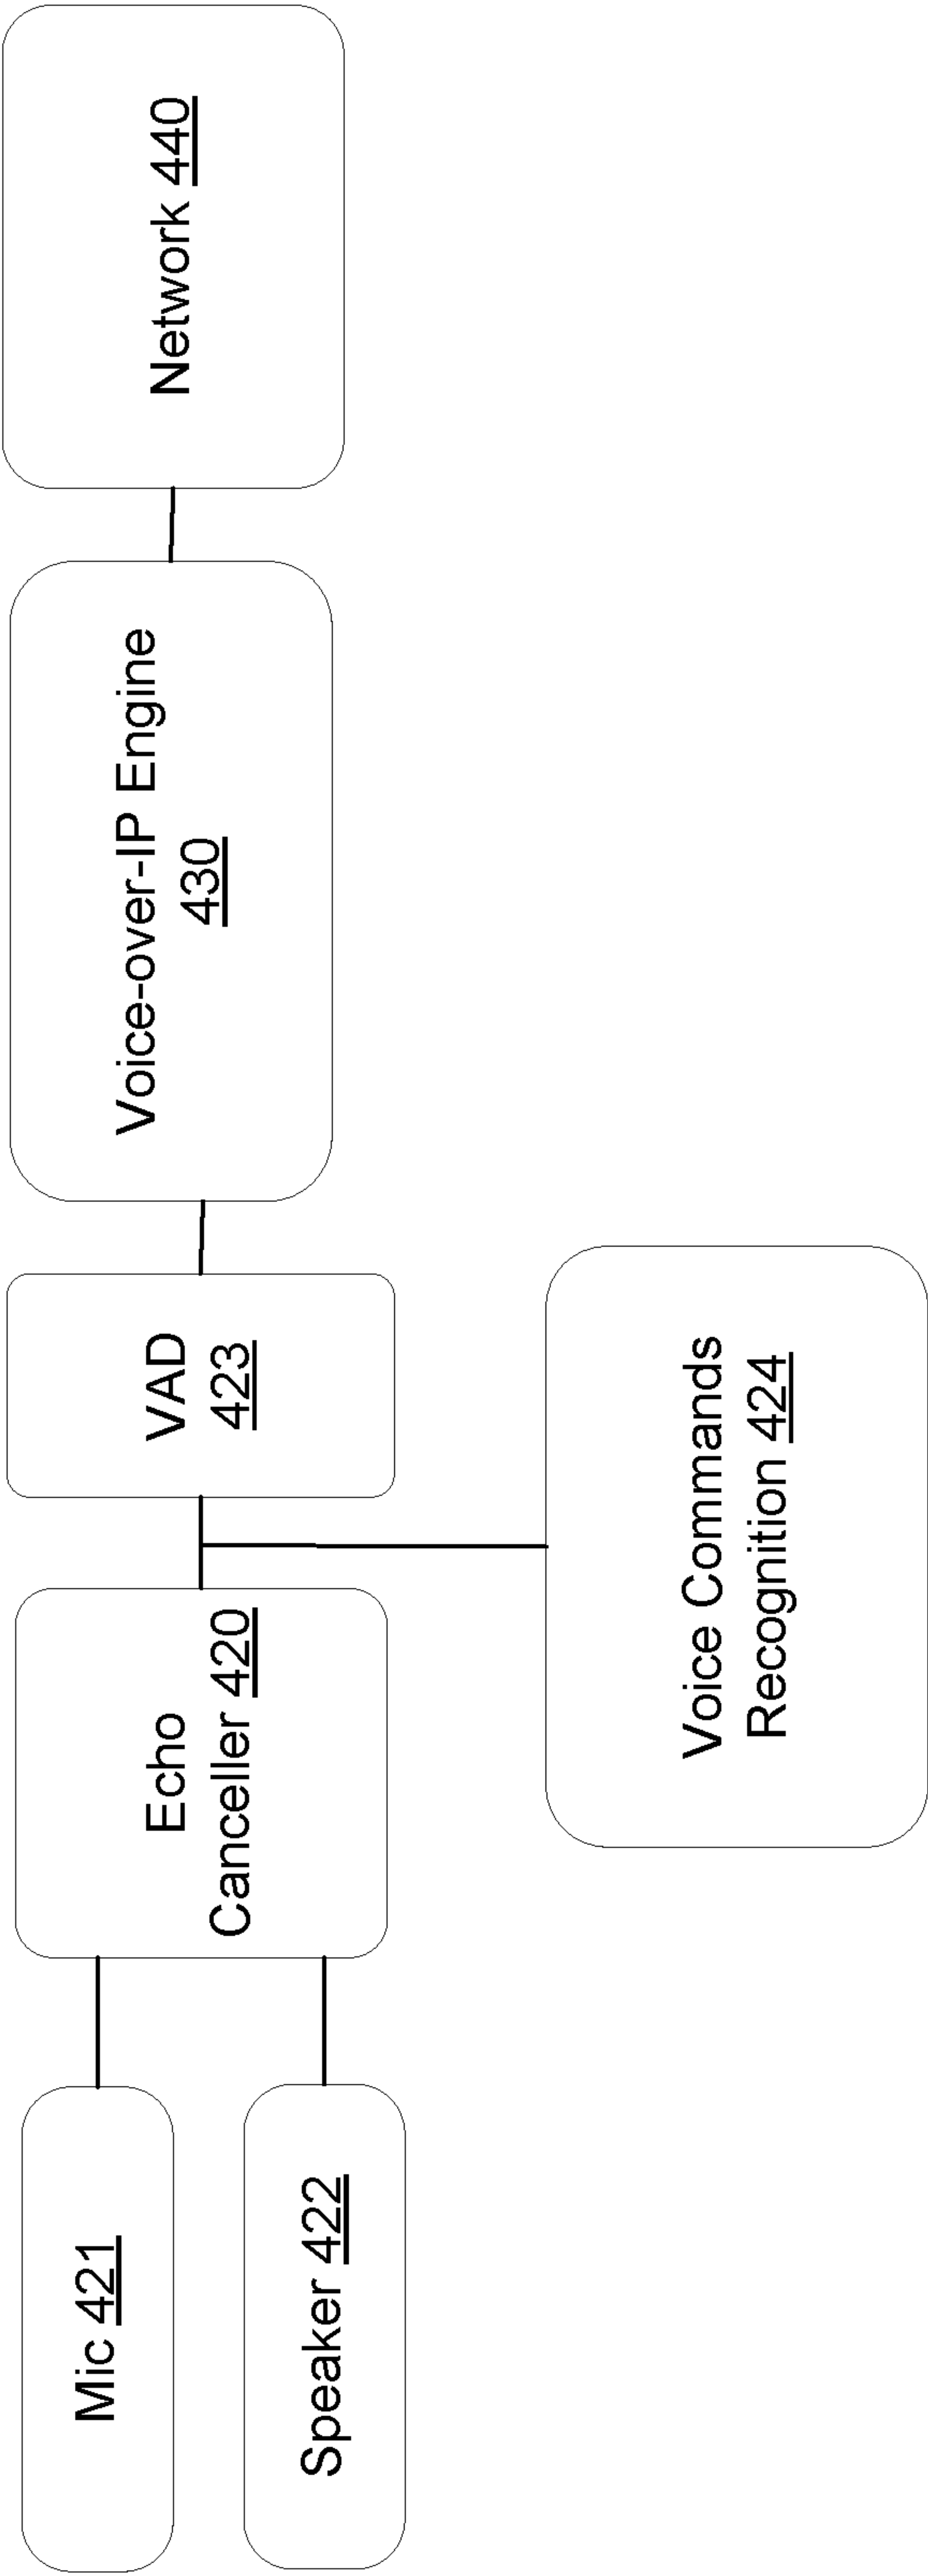 Mic 421
Speaker 422
Echo
Canceller 420
VAD
423
Voice Commands
Recognition 424
Voice-over-IP Engine
430
Network 440